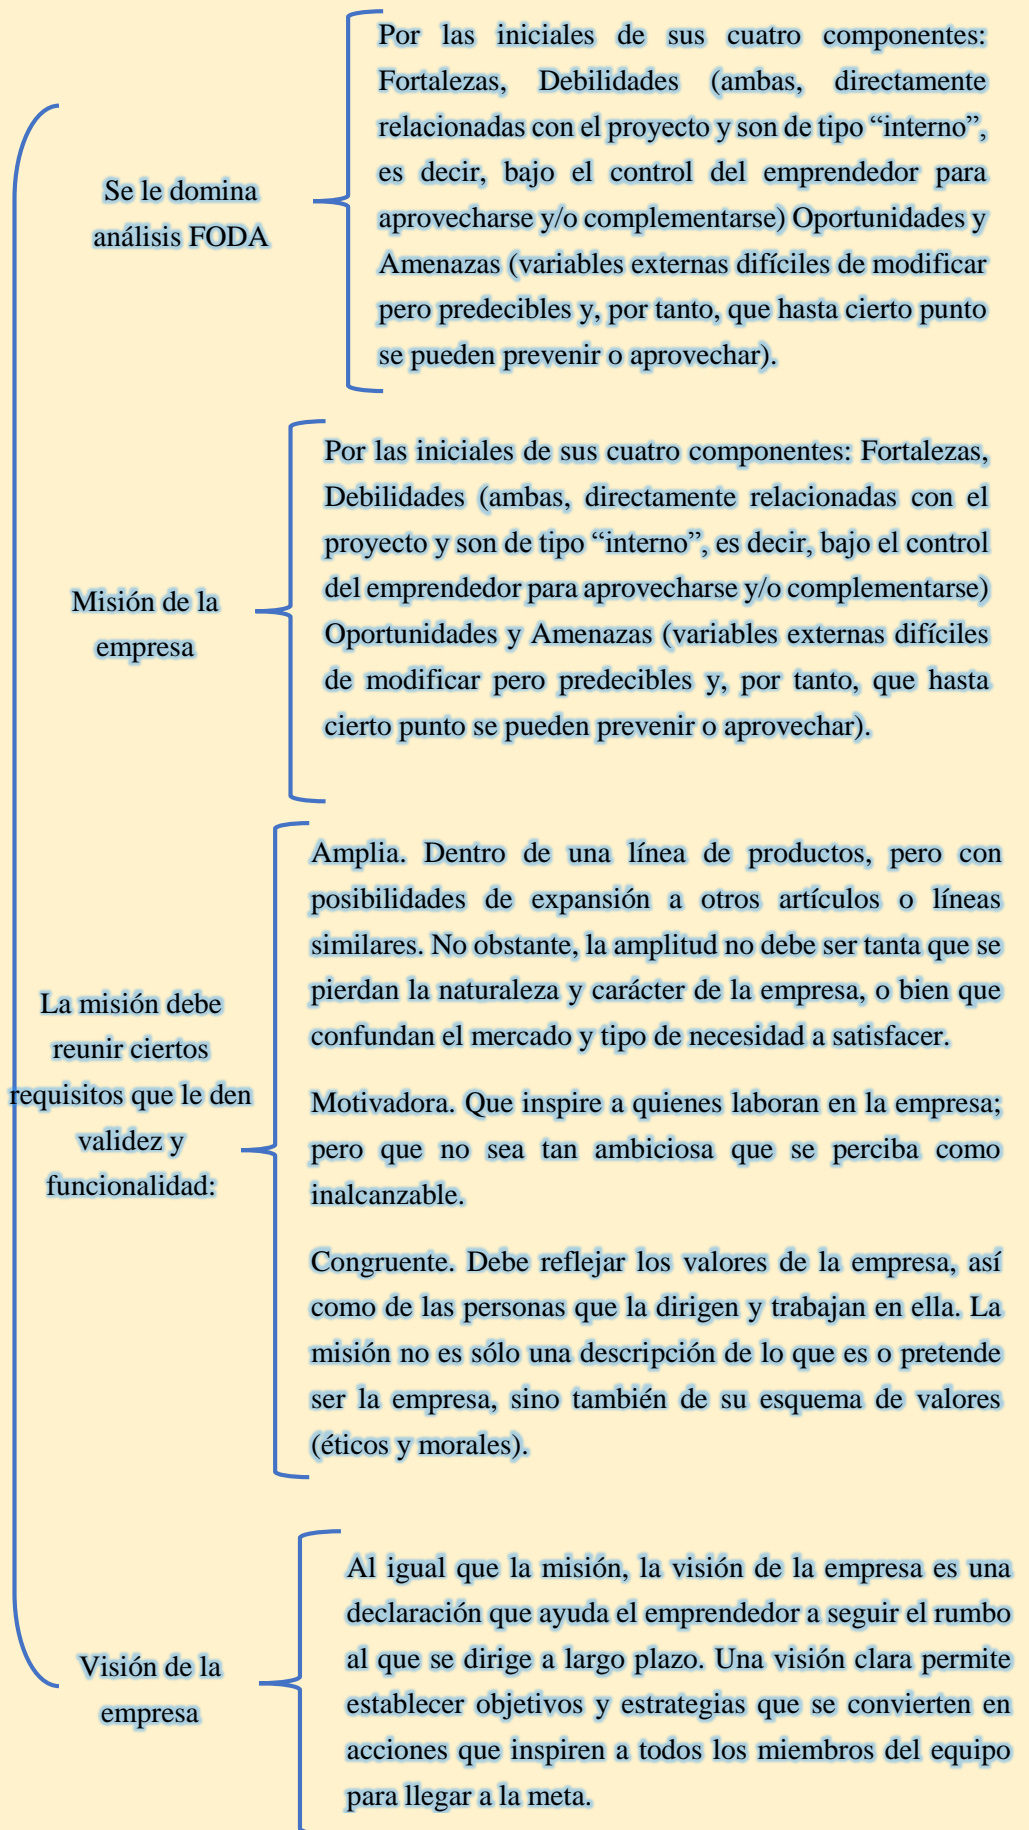 Se le domina
análisis FODA
Por las iniciales de sus cuatro componentes:
Fortalezas, Debilidades (ambas, directamente
relacionadas con el proyecto y son de tipo “interno”,
es decir, bajo el control del emprendedor para
aprovecharse y/o complementarse) Oportunidades y
Amenazas (variables externas difíciles de modificar
pero predecibles y, por tanto, que hasta cierto punto
se pueden prevenir o aprovechar).
Misión de la
empresa
Por las iniciales de sus cuatro componentes: Fortalezas,
Debilidades (ambas, directamente relacionadas con el
proyecto y son de tipo “interno”, es decir, bajo el control
del emprendedor para aprovecharse y/o complementarse)
Oportunidades y Amenazas (variables externas difíciles
de modificar pero predecibles y, por tanto, que hasta
cierto punto se pueden prevenir o aprovechar).
La misión debe
reunir ciertos
requisitos que le den
validez y
funcionalidad:
Amplia. Dentro de una línea de productos, pero con
posibilidades de expansión a otros artículos o líneas
similares. No obstante, la amplitud no debe ser tanta que se
pierdan la naturaleza y carácter de la empresa, o bien que
confundan el mercado y tipo de necesidad a satisfacer.
Motivadora. Que inspire a quienes laboran en la empresa;
pero que no sea tan ambiciosa que se perciba como
inalcanzable.
Congruente. Debe reflejar los valores de la empresa, así
como de las personas que la dirigen y trabajan en ella. La
misión no es sólo una descripción de lo que es o pretende
ser la empresa, sino también de su esquema de valores
(éticos y morales).
Visión de la
empresa
Al igual que la misión, la visión de la empresa es una
declaración que ayuda el emprendedor a seguir el rumbo
al que se dirige a largo plazo. Una visión clara permite
establecer objetivos y estrategias que se convierten en
acciones que inspiren a todos los miembros del equipo
para llegar a la meta.